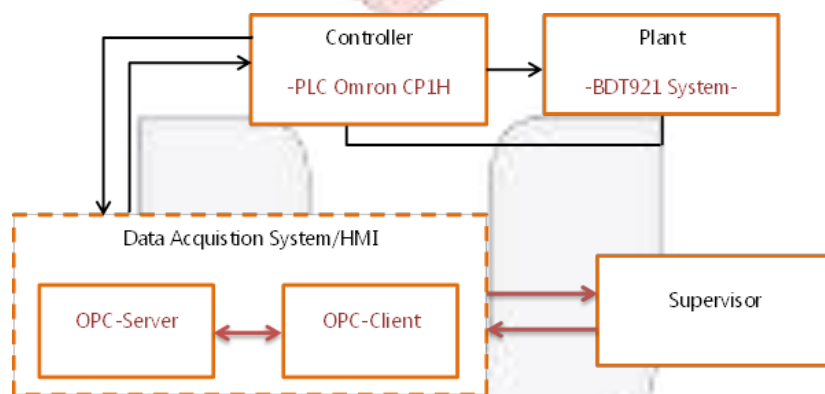 Controller
-PLC Omron CP1H
Plant
-BDT921 System-
Data Acquistion System/HMI
OPC-Server
OPC-Client
Supervisor